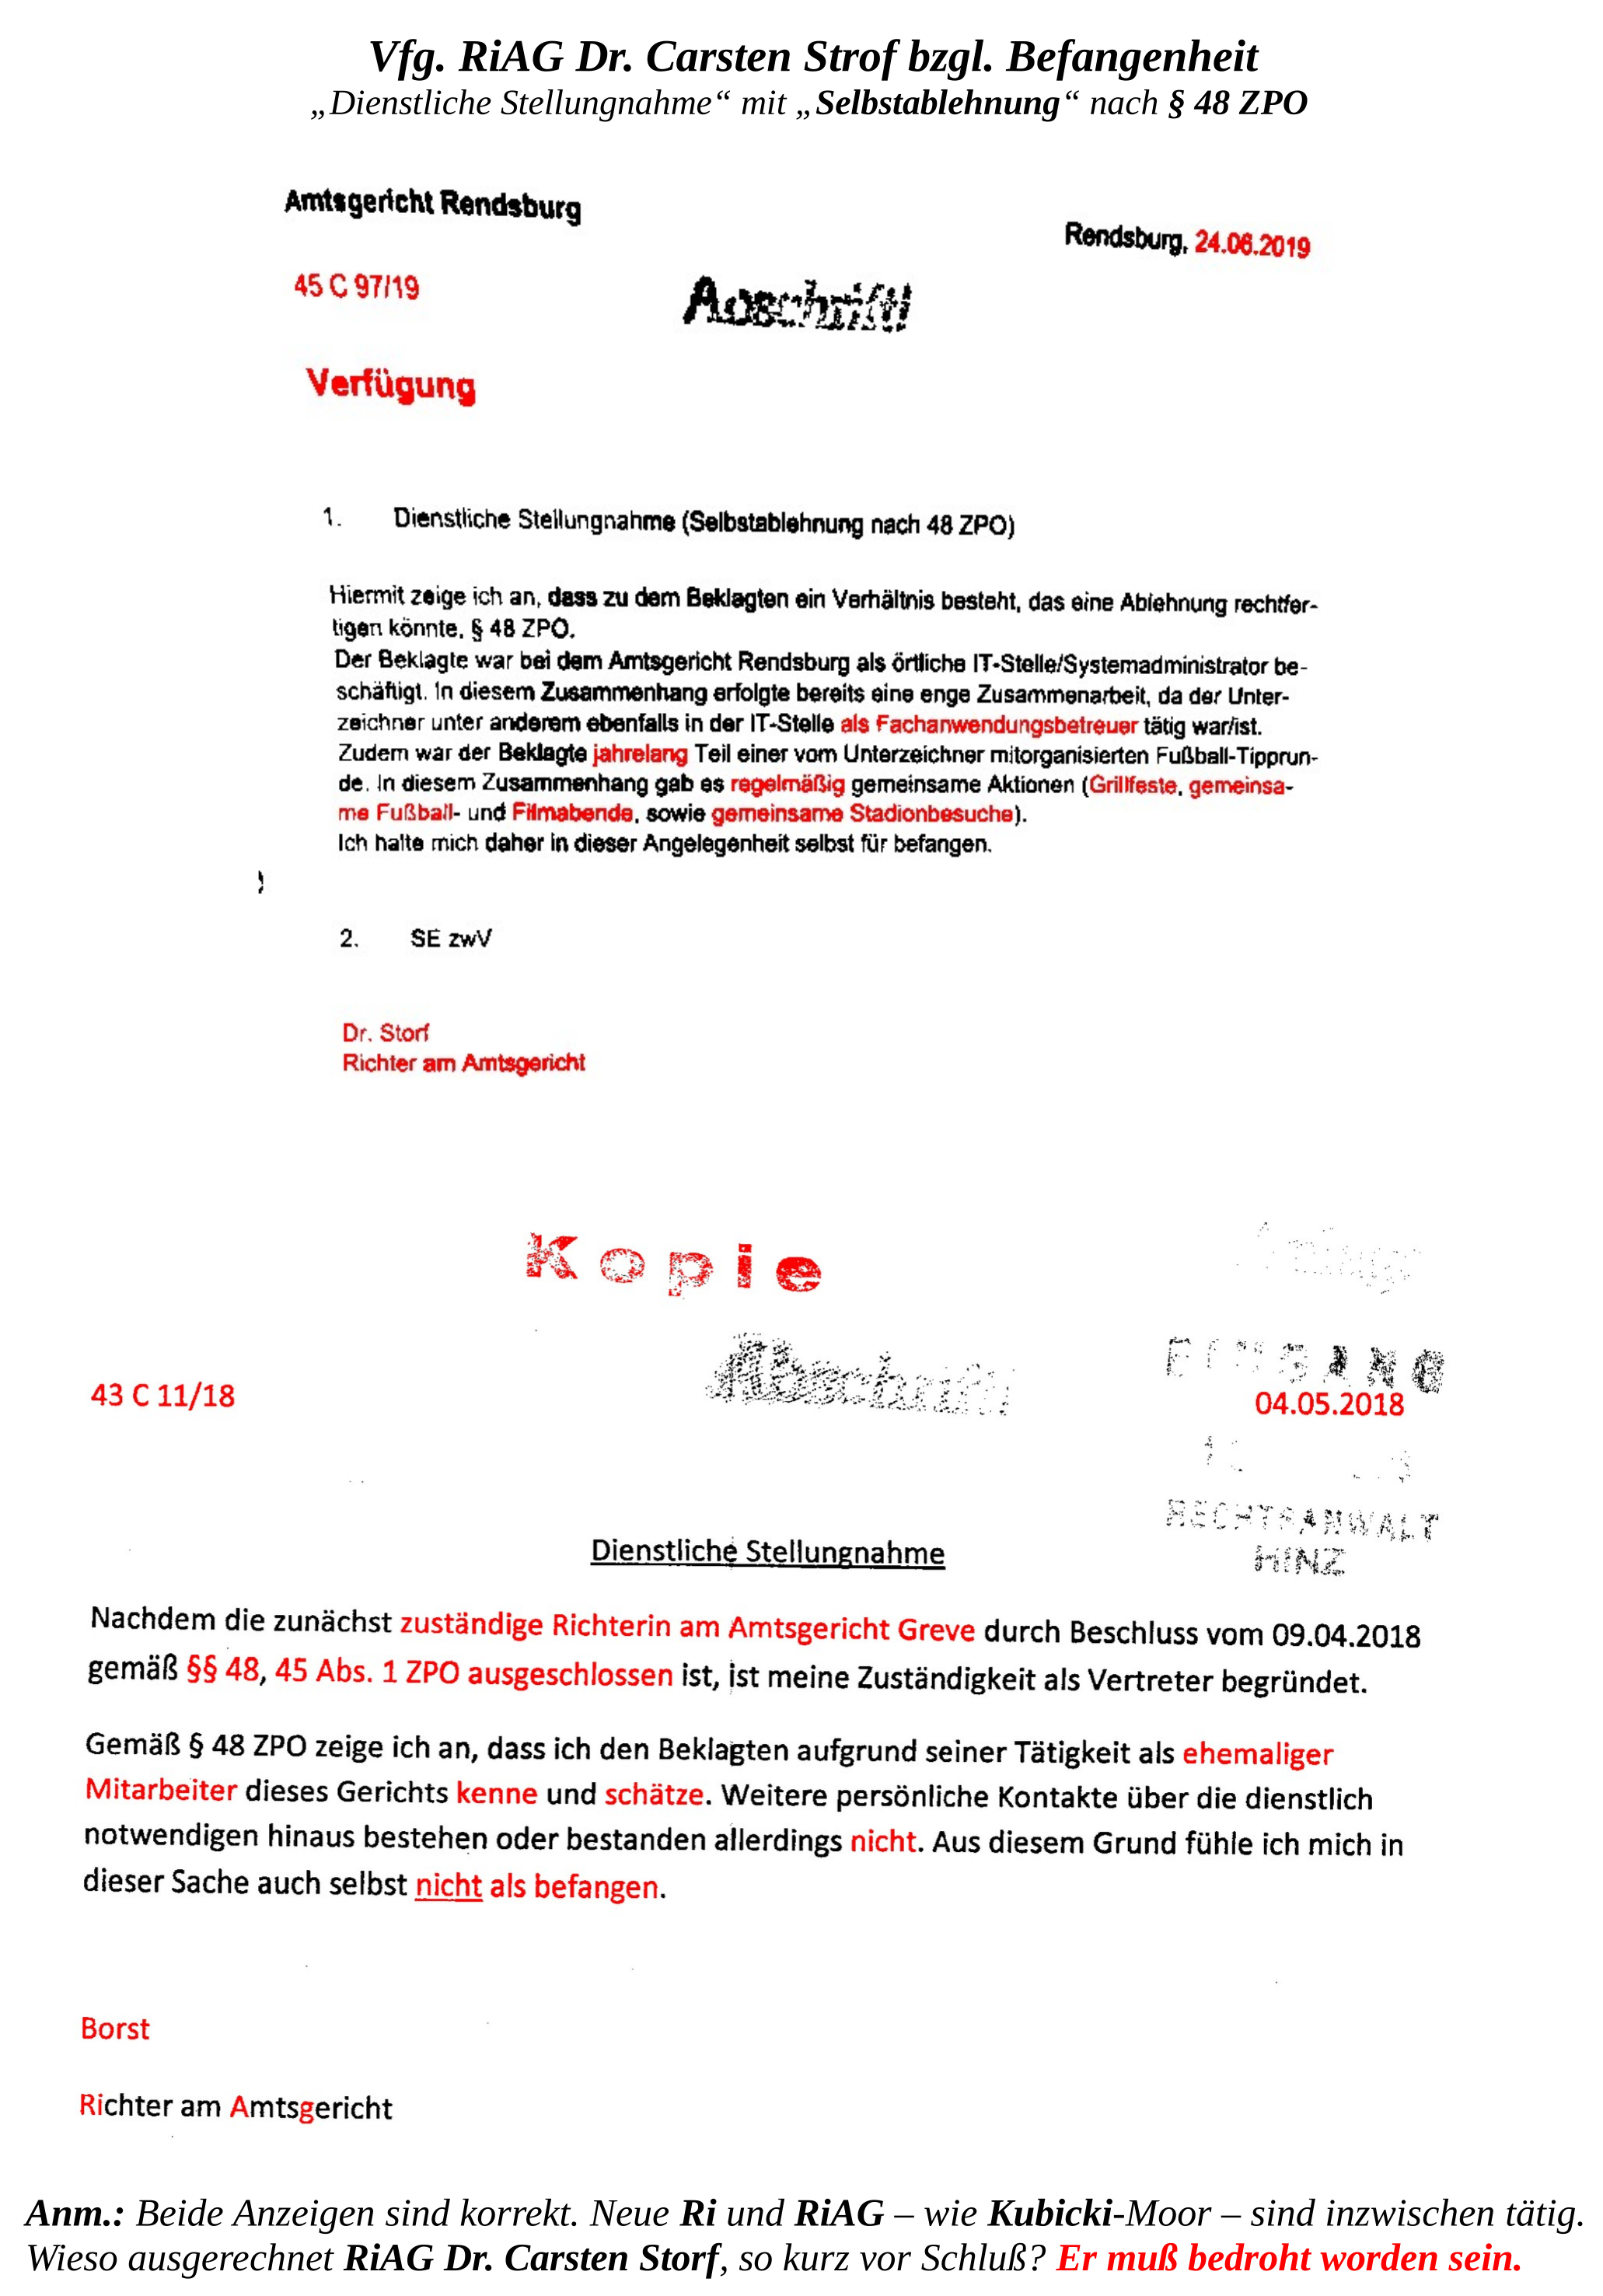 Vfg. RiAG Dr. Carsten Strof bzgl. Befangenheit
„Dienstliche Stellungnahme“ mit „Selbstablehnung“ nach § 48 ZPO
Amtsgericht Rendsburg
Rendsburg, 24.06.2019
45 C 97/19
Abschrift!
Verfügung
1. Dienstliche Stellungnahme (Selbstablehnung nach 48 ZPO)
Hiermit zeige ich an, dass zu dem Beklagten ein Verhältnis besteht, das eine Ablehnung rechtfer-
tigen könnte, § 48 ZPO.
Der Beklagte war bei dem Amtsgericht Rendsburg als örtliche IT-Stelle/Systemadministrator be-
schäftigt. In diesem Zusammenhang erfolgte bereits eine enge Zusammenarbeit, da der Unter-
zeichner unter anderem ebenfalls in der IT-Stelle als Fachanwendungsbetreuer tätig war/ist.
Zudem war der Beklagte jahrelang Teil einer vom Unterzeichner mitorganisierten Fußball-Tipprun-
de. In diesem Zusammenhang gab es regelmäßig gemeinsame Aktionen (Grillfeste, gemeinsa-
me Fußball- und Filmabende, sowie gemeinsame Stadionbesuche).
Ich halte mich daher in dieser Angelegenheit selbst für befangen.
2. SE zwV
Dr. Storf
Richter am Amtsgericht
Kopie
Abschrift
EINGANG
43 C 11/18
04.05.2018
RECHTSANWALT
HINZ
Dienstliche Stellungnahme
Nachdem die zunächst zuständige Richterin am Amtsgericht Greve durch Beschluss vom 09.04.2018
gemäß §§ 48, 45 Abs. 1 ZPO ausgeschlossen ist, ist meine Zuständigkeit als Vertreter begründet.
Gemäß § 48 ZPO zeige ich an, dass ich den Beklagten aufgrund seiner Tätigkeit als ehemaliger
Mitarbeiter dieses Gerichts kenne und schätze. Weitere persönliche Kontakte über die dienstlich
notwendigen hinaus bestehen oder bestanden allerdings nicht. Aus diesem Grund fühle ich mich in
dieser Sache auch selbst nicht als befangen.
Borst
Richter am Amtsgericht
Anm.: Beide Anzeigen sind korrekt. Neue Ri und RiAG – wie Kubicki-Moor – sind inzwischen tätig.
Wieso ausgerechnet RiAG Dr. Carsten Storf, so kurz vor Schluß? Er muß bedroht worden sein.